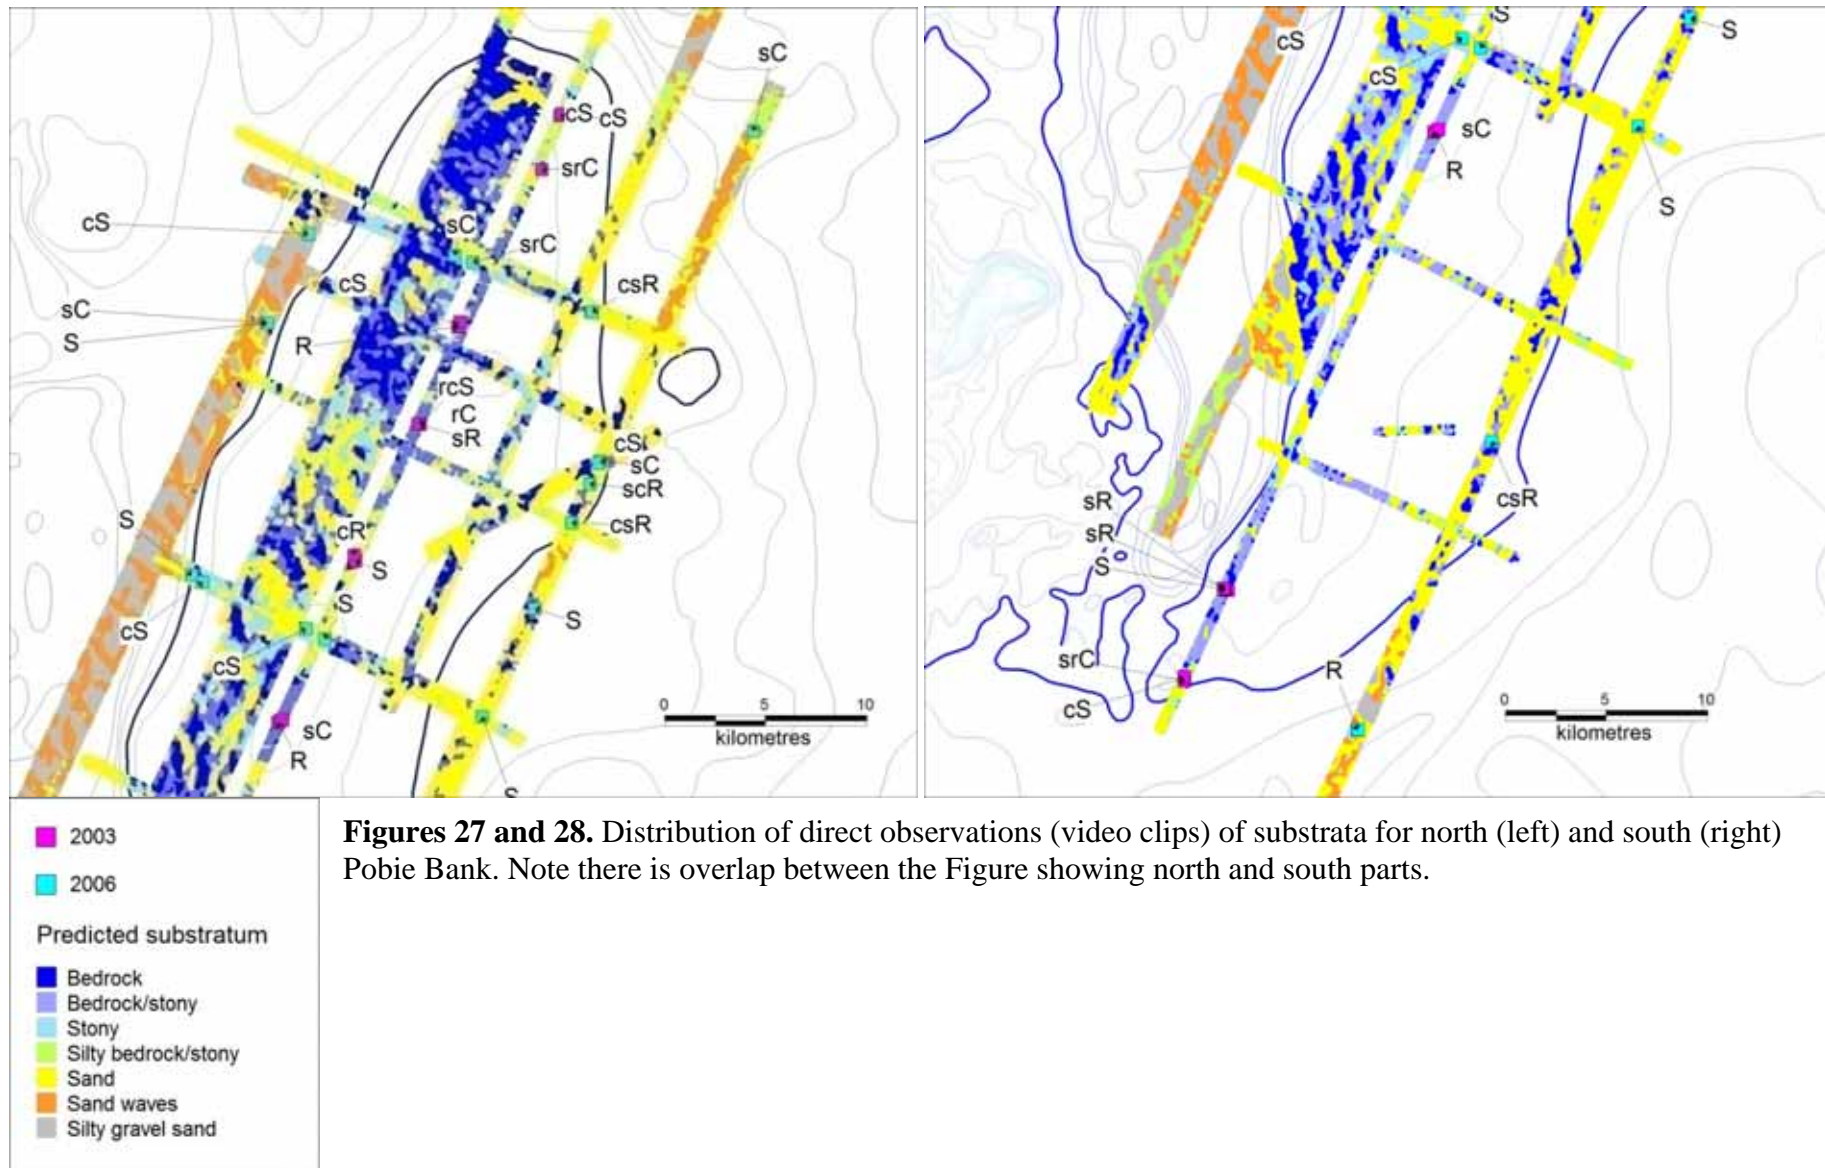 sC
cS cS
srC
cS
sC
srC
cS
csR
sC
S
R
rcS
rC
sR
cS
sC
scR
S
csR
cR
S
S
S
cS
cS
sC
R
S
0 5 10
kilometres
S
S
cS
cS
sC
R
S
sR
sR
S
csR
srC
R
cS
0 5 10
kilometres
2003
2006
Predicted substratum
Bedrock
Bedrock/stony
Stony
Silty bedrock/stony
Sand
Sand waves
Silty gravel sand
Figures 27 and 28. Distribution of direct observations (video clips) of substrata for north (left) and south (right)
Pobie Bank. Note there is overlap between the Figure showing north and south parts.